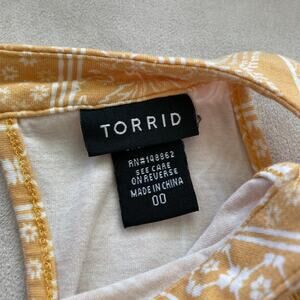 TORRID
RN#148862
SEE CARE
ON REVERSE
MADE IN CHINA
00